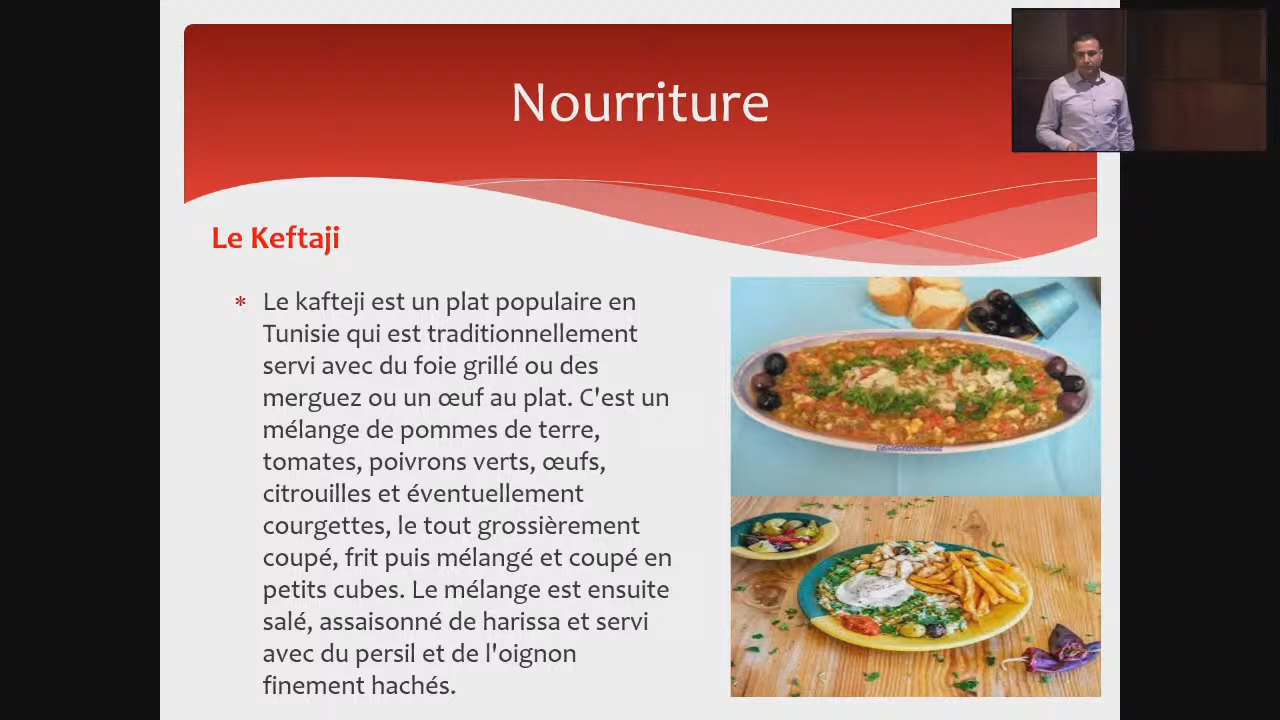 Nourriture
Le Keftaji
* Le kafteji est un plat populaire en
Tunisie qui est traditionnellement
servi avec du foie grillé ou des
merguez ou un œuf au plat. C'est un
mélange de pommes de terre,
tomates, poivrons verts, œufs,
citrouilles et éventuellement
courgettes, le tout grossièrement
coupé, frit puis mélangé et coupé en
petits cubes. Le mélange est ensuite
salé, assaisonné de harissa et servi
avec du persil et de l'oignon
finement hachés.